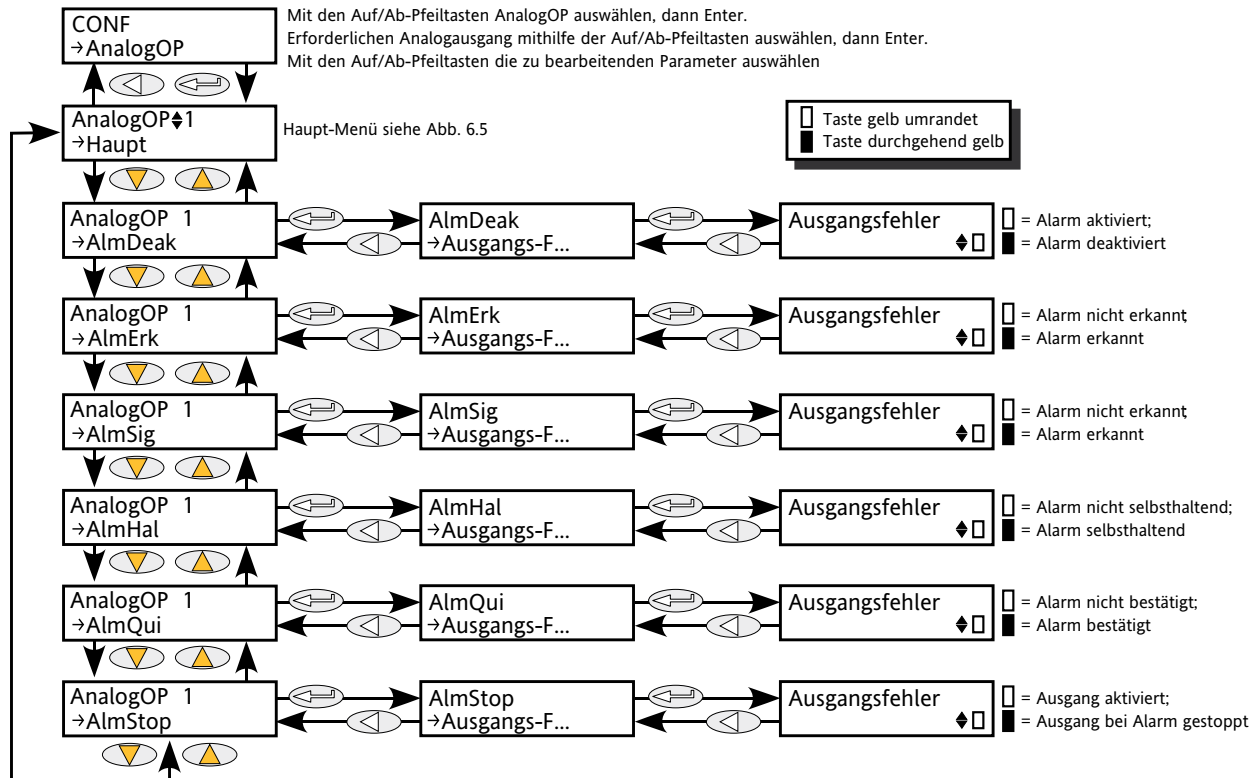 CONF
→AnalogOP
Mit den Auf/Ab-Pfeiltasten AnalogOP auswählen, dann Enter.
Erforderlichen Analogausgang mithilfe der Auf/Ab-Pfeiltasten auswählen, dann Enter.
Mit den Auf/Ab-Pfeiltasten die zu bearbeitenden Parameter auswählen
AnalogOP♦1
→Haupt
Haupt-Menü siehe Abb. 6.5
Taste gelb umrandet
Taste durchgehend gelb
AnalogOP 1
→AlmDeak
AlmDeak
→Ausgangs-F...
Ausgangsfehler
= Alarm aktiviert;
= Alarm deaktiviert
AnalogOP 1
→AlmErk
AlmErk
→Ausgangs-F...
Ausgangsfehler
= Alarm nicht erkannt;
= Alarm erkannt
AnalogOP 1
→AlmSig
AlmSig
→Ausgangs-F...
Ausgangsfehler
= Alarm nicht erkannt;
= Alarm erkannt
AnalogOP 1
→AlmHal
AlmHal
→Ausgangs-F...
Ausgangsfehler
= Alarm nicht selbsthaltend;
= Alarm selbsthaltend
AnalogOP 1
→AlmQui
AlmQui
→Ausgangs-F...
Ausgangsfehler
= Alarm nicht bestätigt;
= Alarm bestätigt
AnalogOP 1
→AlmStop
AlmStop
→Ausgangs-F...
Ausgangsfehler
= Ausgang aktiviert;
= Ausgang bei Alarm gestoppt